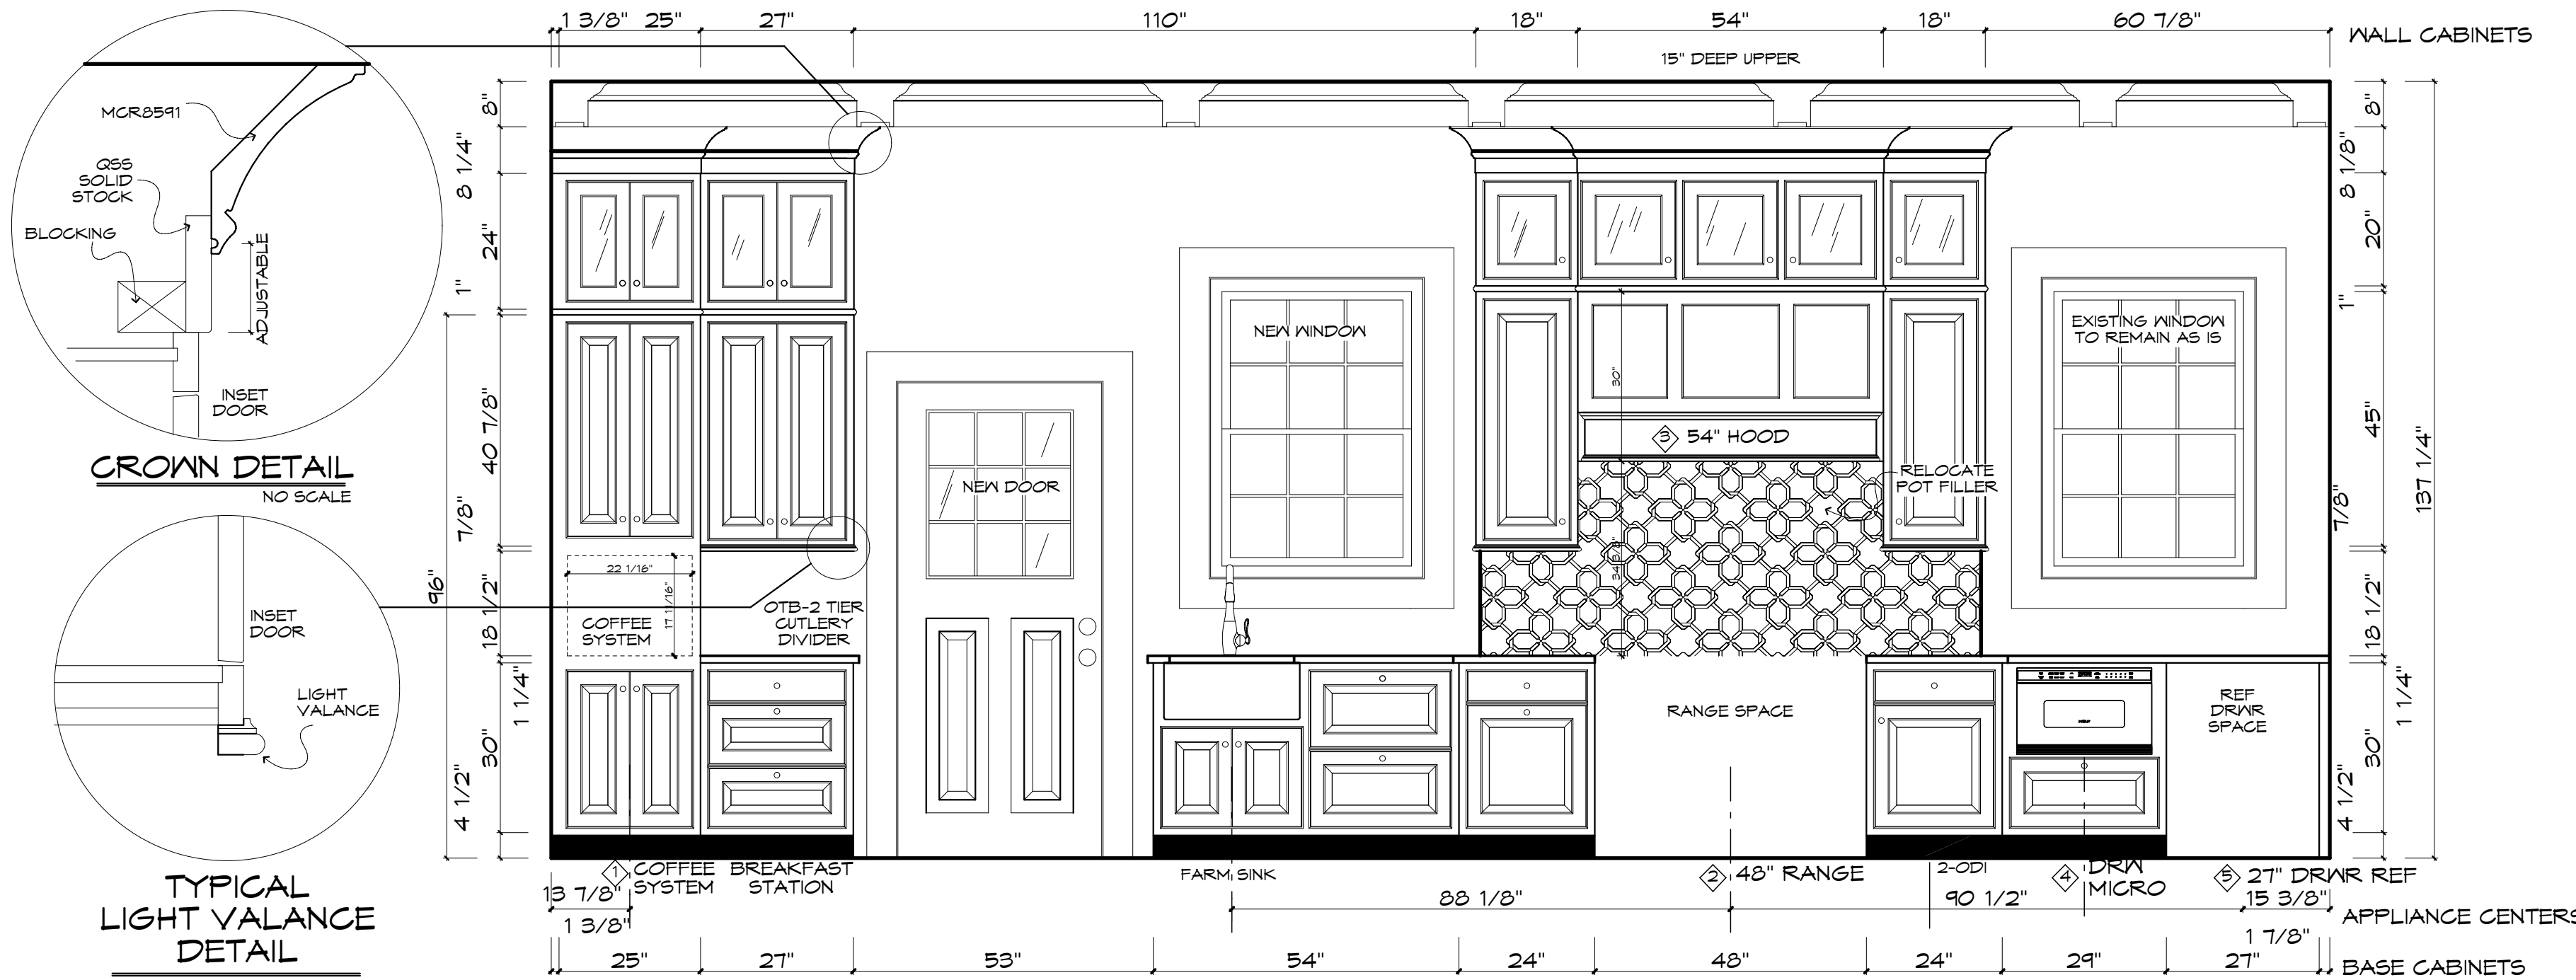 1 3/8" 25" 27" 110" 18" 54" 18" 60 7/8"
WALL CABINETS
15" DEEP UPPER
MCR8591
QSS
SOLID
STOCK
BLOCKING
ADJUSTABLE
INSET
DOOR
CROWN DETAIL
NO SCALE
INSET
DOOR
LIGHT
VALANCE
TYPICAL
LIGHT VALANCE
DETAIL
8"
8 1/4"
24"
1"
40 7/8"
7/8"
96"
18 1/2"
1 1/4"
30"
4 1/2"
22 1/16"
17 11/16"
COFFEE
SYSTEM
OTB-2 TIER
CUTLERY
DIVIDER
NEW DOOR
NEW WINDOW
30"
3 54" HOOD
34 3/8"
RELOCATE
POT FILLER
EXISTING WINDOW
TO REMAIN AS IS
RANGE SPACE
REF
DRWR
SPACE
8"
8 1/8"
20"
1"
45"
137 1/4"
7/8"
18 1/2"
1 1/4"
30"
4 1/2"
1 COFFEE
SYSTEM
BREAKFAST
STATION
FARM SINK
2 48" RANGE
2-ODI
4 DRW
MICRO
5 27" DRWR REF
13 7/8" 88 1/8" 90 1/2" 15 3/8"
APPLIANCE CENTERS
1 3/8" 1 7/8"
25" 27" 53" 54" 24" 48" 24" 29" 27"
BASE CABINETS